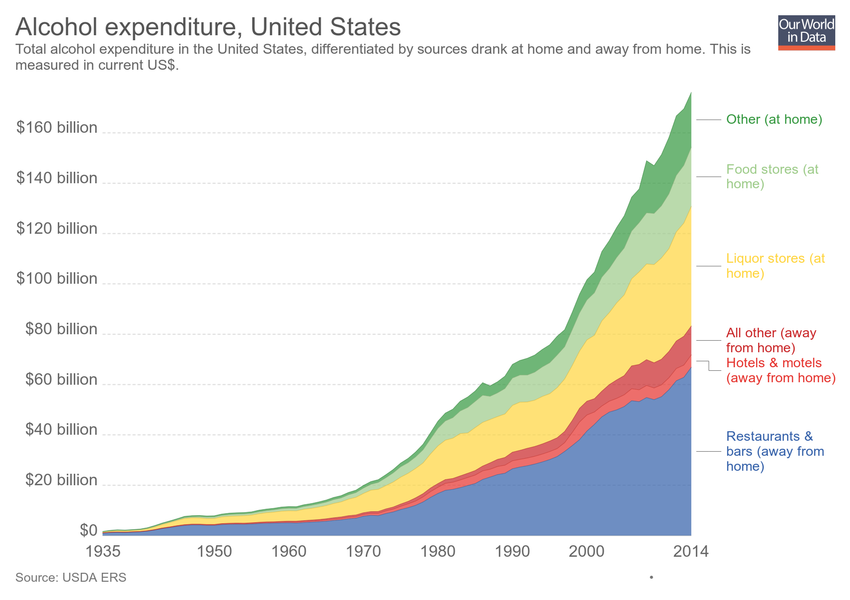 Alcohol expenditure, United States
Total alcohol expenditure in the United States, differentiated by sources drank at home and away from home. This is
measured in current US$.
Our World
in Data
$160 billion
$140 billion
$120 billion
$100 billion
$80 billion
$60 billion
$40 billion
$20 billion
$0
Other (at home)
Food stores (at
home)
Liquor stores (at
home)
All other (away
from home)
Hotels & motels
(away from home)
Restaurants &
bars (away from
home)
1935
1950
1960
1970
1980
1990
2000
2014
Source: USDA ERS